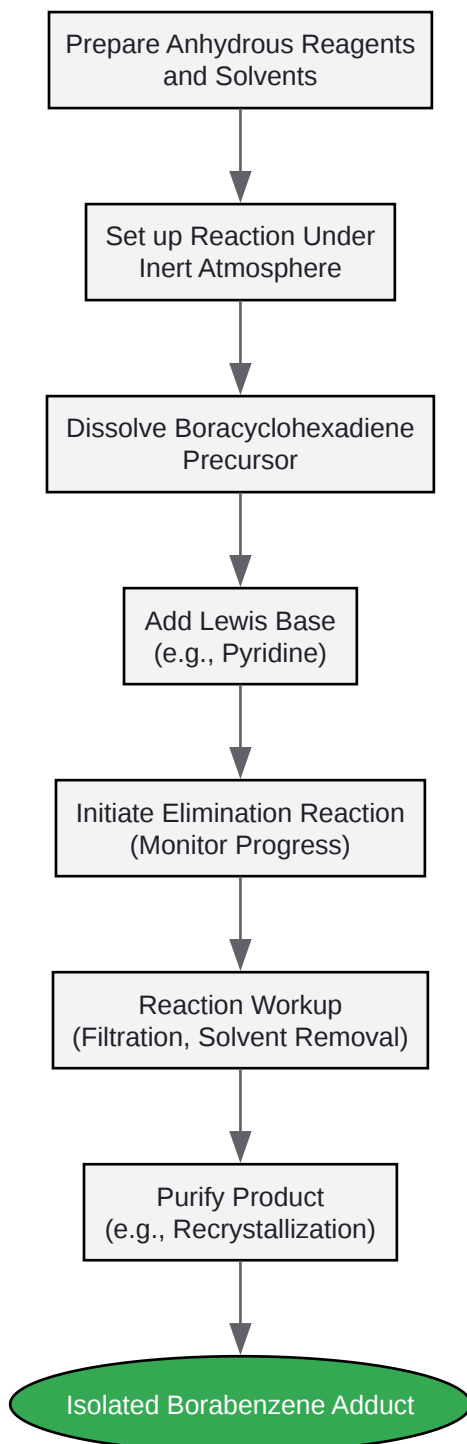 Prepare Anhydrous Reagents
and Solvents
Set up Reaction Under
Inert Atmosphere
Dissolve Boracyclohexadiene
Precursor
Add Lewis Base
(e.g., Pyridine)
Initiate Elimination Reaction
(Monitor Progress)
Reaction Workup
(Filtration, Solvent Removal)
Purify Product
(e.g., Recrystallization)
Isolated Borabenzene Adduct